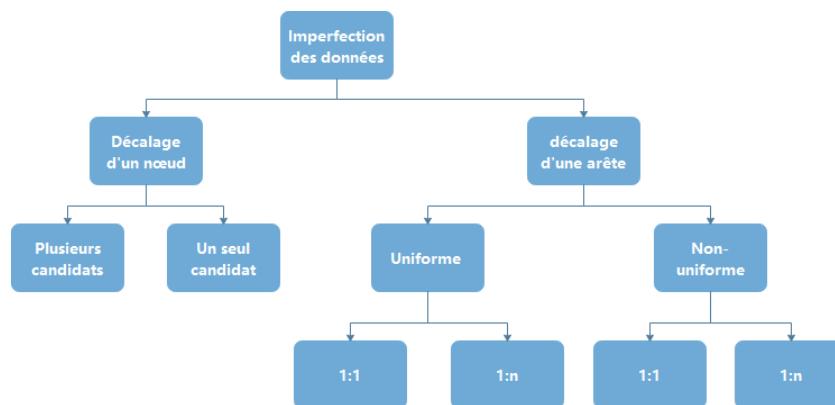 Imperfection
des données
Décalage
d'un nœud
décalage
d'une arête
Plusieurs
candidats
Un seul
candidat
Uniforme
Non-
uniforme
1:1
1:n
1:1
1:n